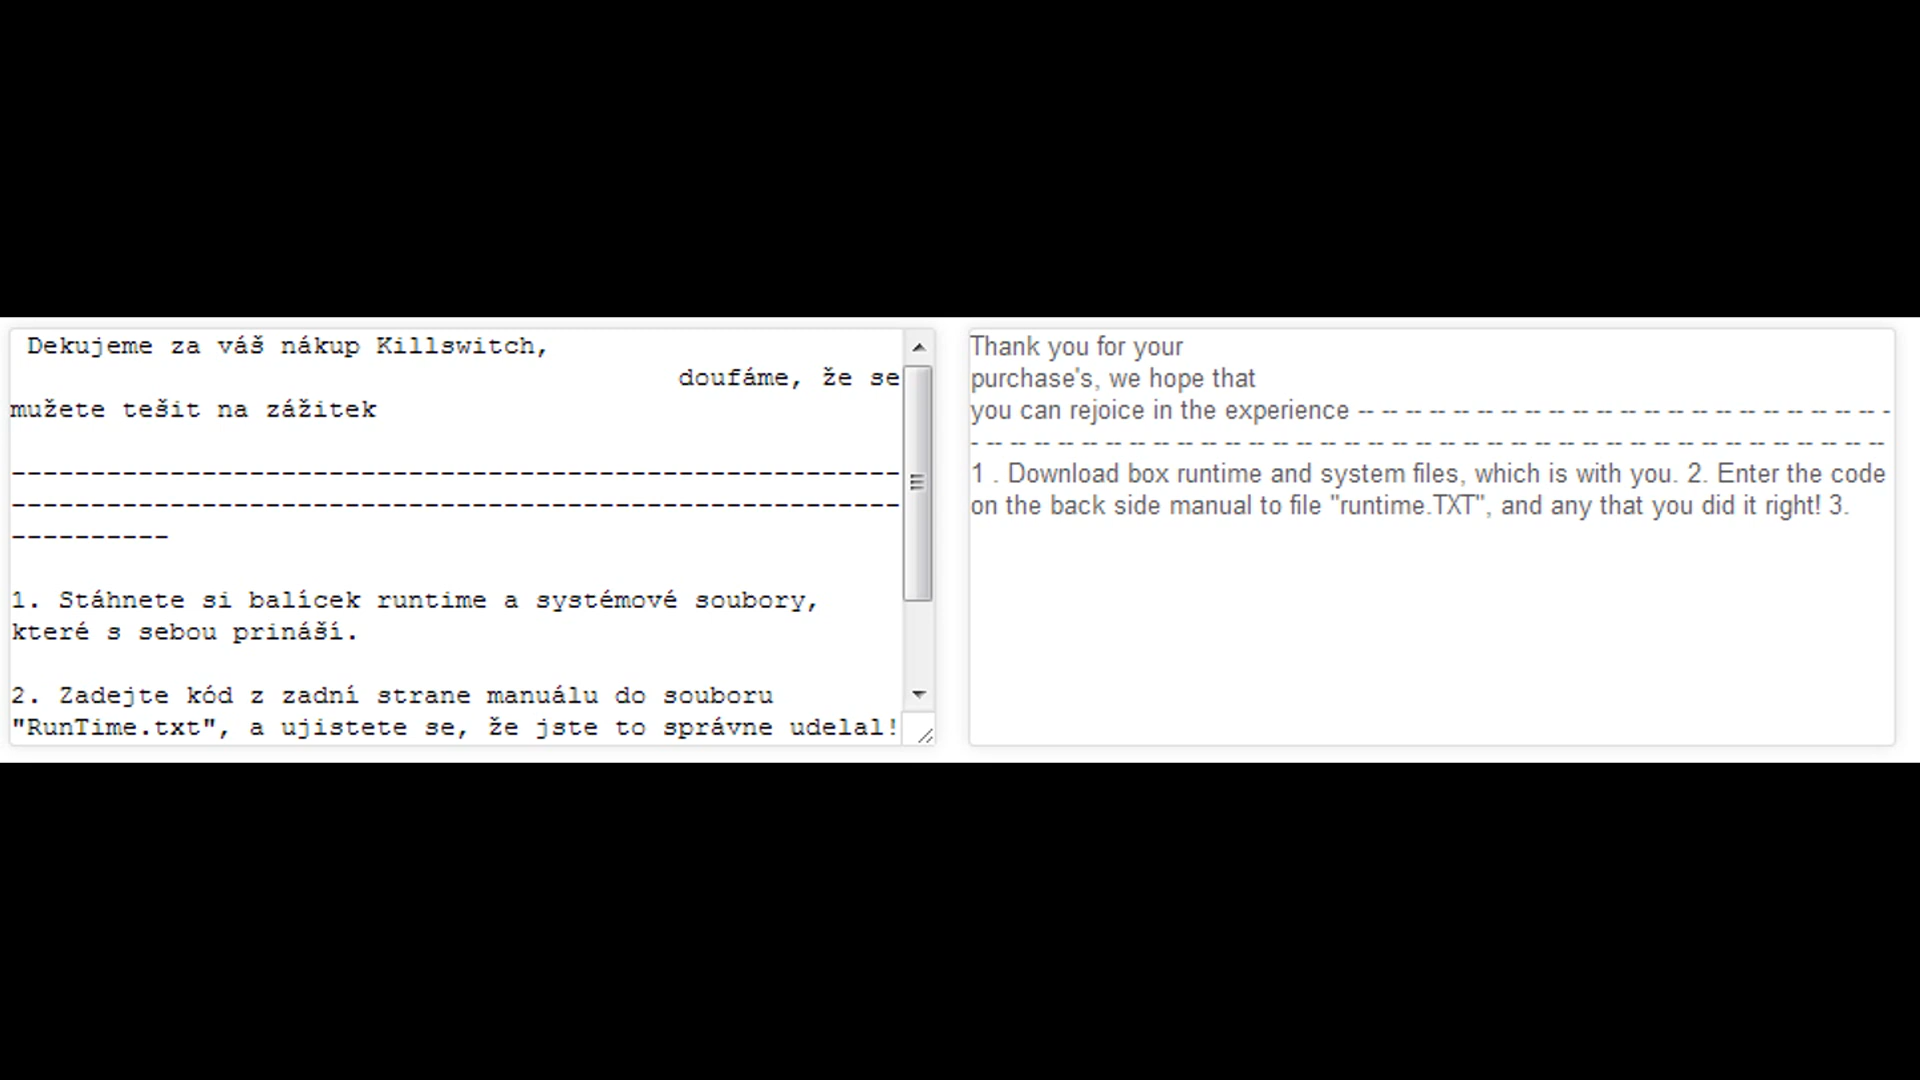 Dekujeme za váš nákup Killswitch,
doufáme, že se
mužete tešit na zážitek
--------------------------------------------------------
--------------------------------------------------------
----------
1. Stáhnete si balícek runtime a systémové soubory,
které s sebou prináší.
2. Zadejte kód z zadní strane manuálu do souboru
"RunTime.txt", a ujistete se, že jste to správne udelal!
Thank you for your
purchase's, we hope that
you can rejoice in the experience -- -- -- -- -- -- -- -- -- -- -- -- -- -- -- -- -- -- -- -- -- -- -
- -- -- -- -- -- -- -- -- -- -- -- -- -- -- -- -- -- -- -- -- -- -- -- -- -- -- -- -- -- -- -- -- -- -- -- -- -- --
1 . Download box runtime and system files, which is with you. 2. Enter the code
on the back side manual to file "runtime.TXT", and any that you did it right! 3.